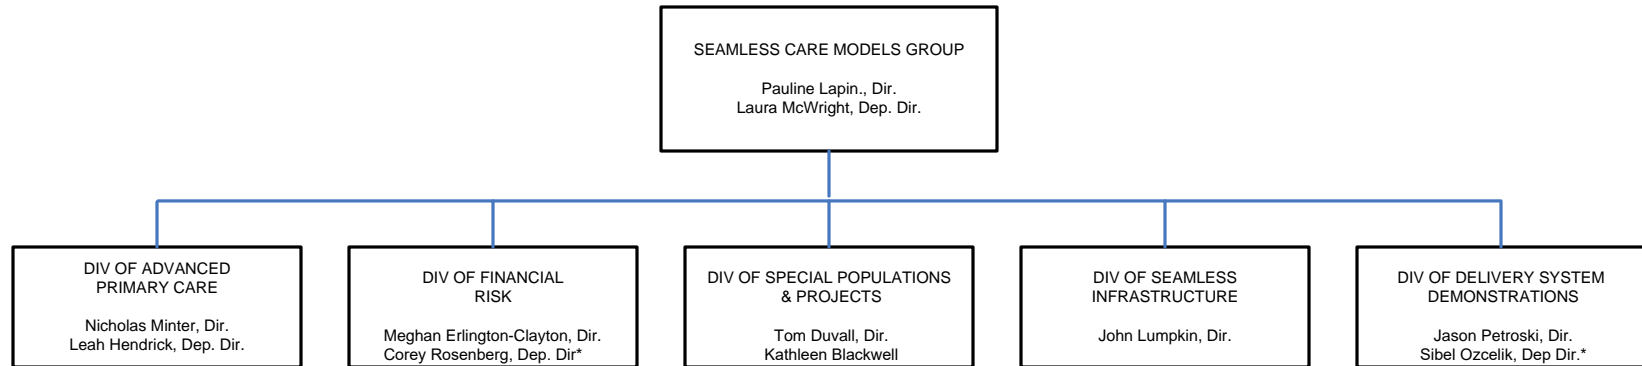 SEAMLESS CARE MODELS GROUP
Pauline Lapin., Dir.
Laura McWright, Dep. Dir.
DIV OF ADVANCED
PRIMARY CARE
Nicholas Minter, Dir.
Leah Hendrick, Dep. Dir.
DIV OF FINANCIAL
RISK
Meghan Erlington-Clayton, Dir.
Corey Rosenberg, Dep. Dir*
DIV OF SPECIAL POPULATIONS
& PROJECTS
Tom Duvall, Dir.
Kathleen Blackwell
DIV OF SEAMLESS
INFRASTRUCTURE
John Lumpkin, Dir.
DIV OF DELIVERY SYSTEM
DEMONSTRATIONS
Jason Petroski, Dir.
Sibel Ozcelik, Dep Dir.*